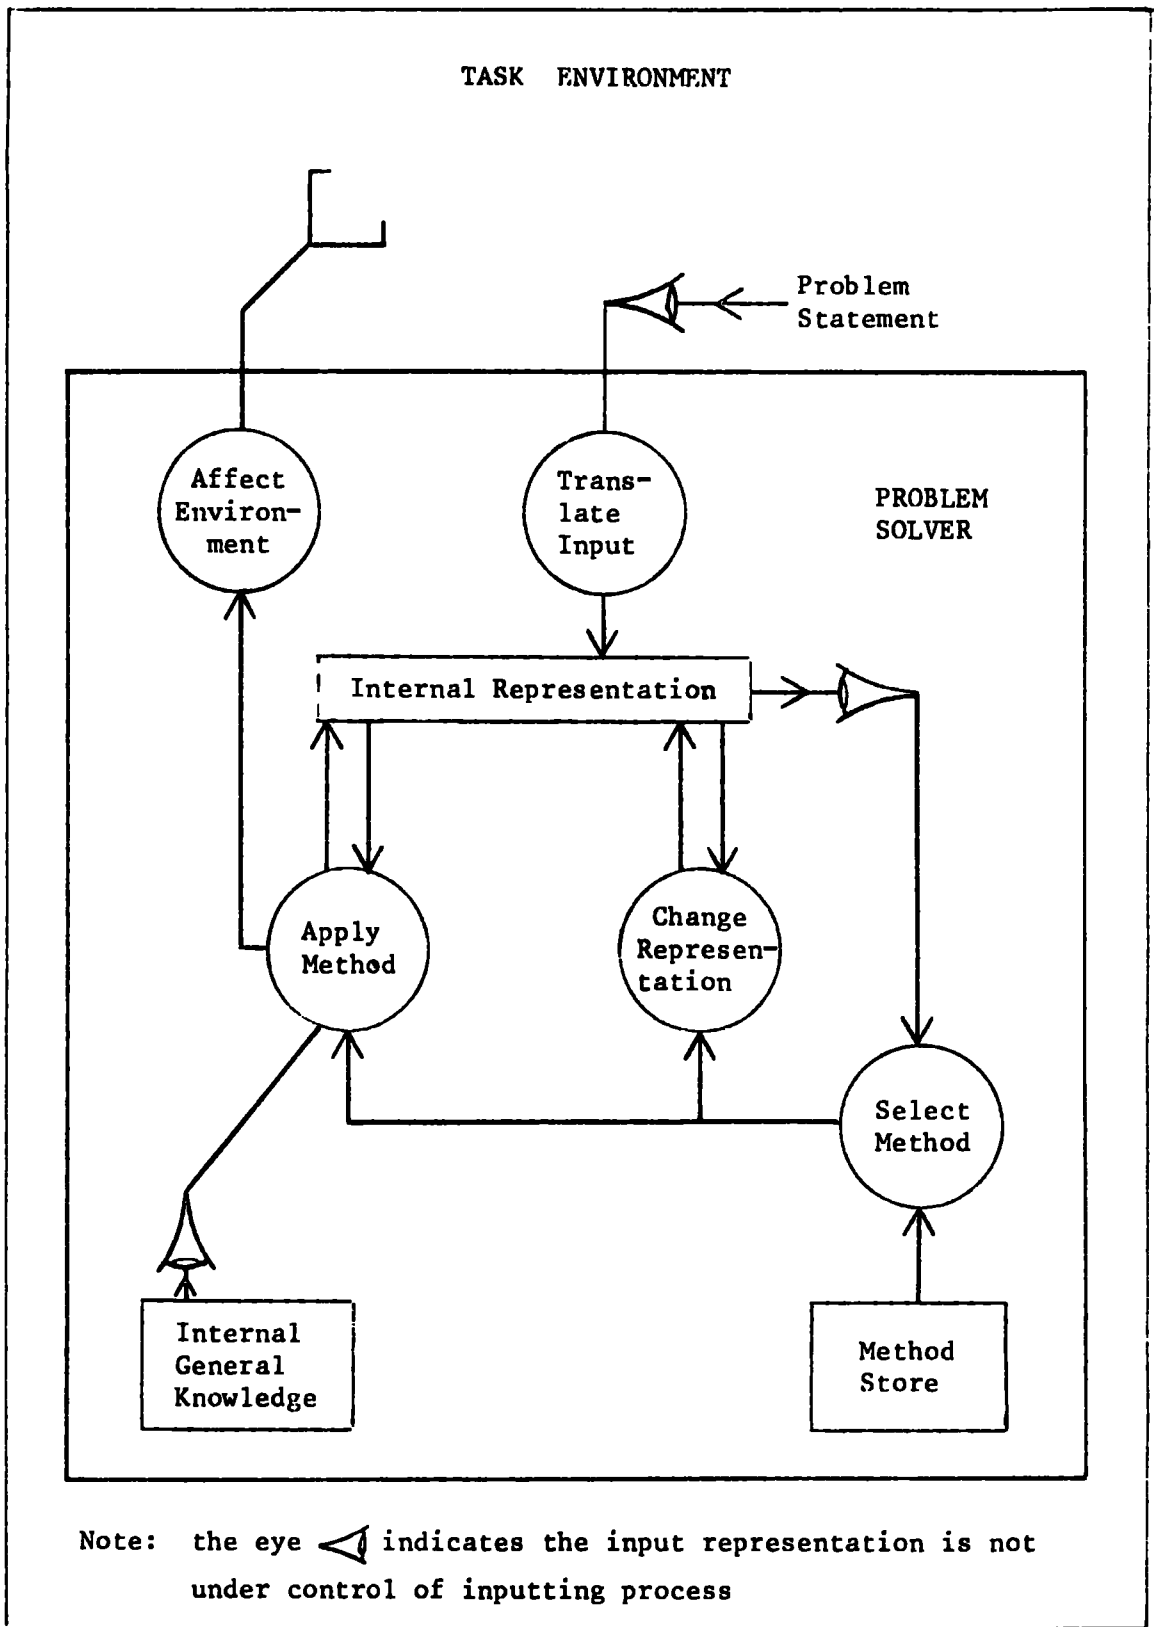 TASK ENVIRONMENT
Problem
Statement
Affect
Environ-
ment
Trans-
late
Input
PROBLEM
SOLVER
Internal Representation
Apply
Method
Change
Represen-
tation
Select
Method
Internal
General
Knowledge
Method
Store
Note: the eye indicates the input representation is not
under control of inputting process